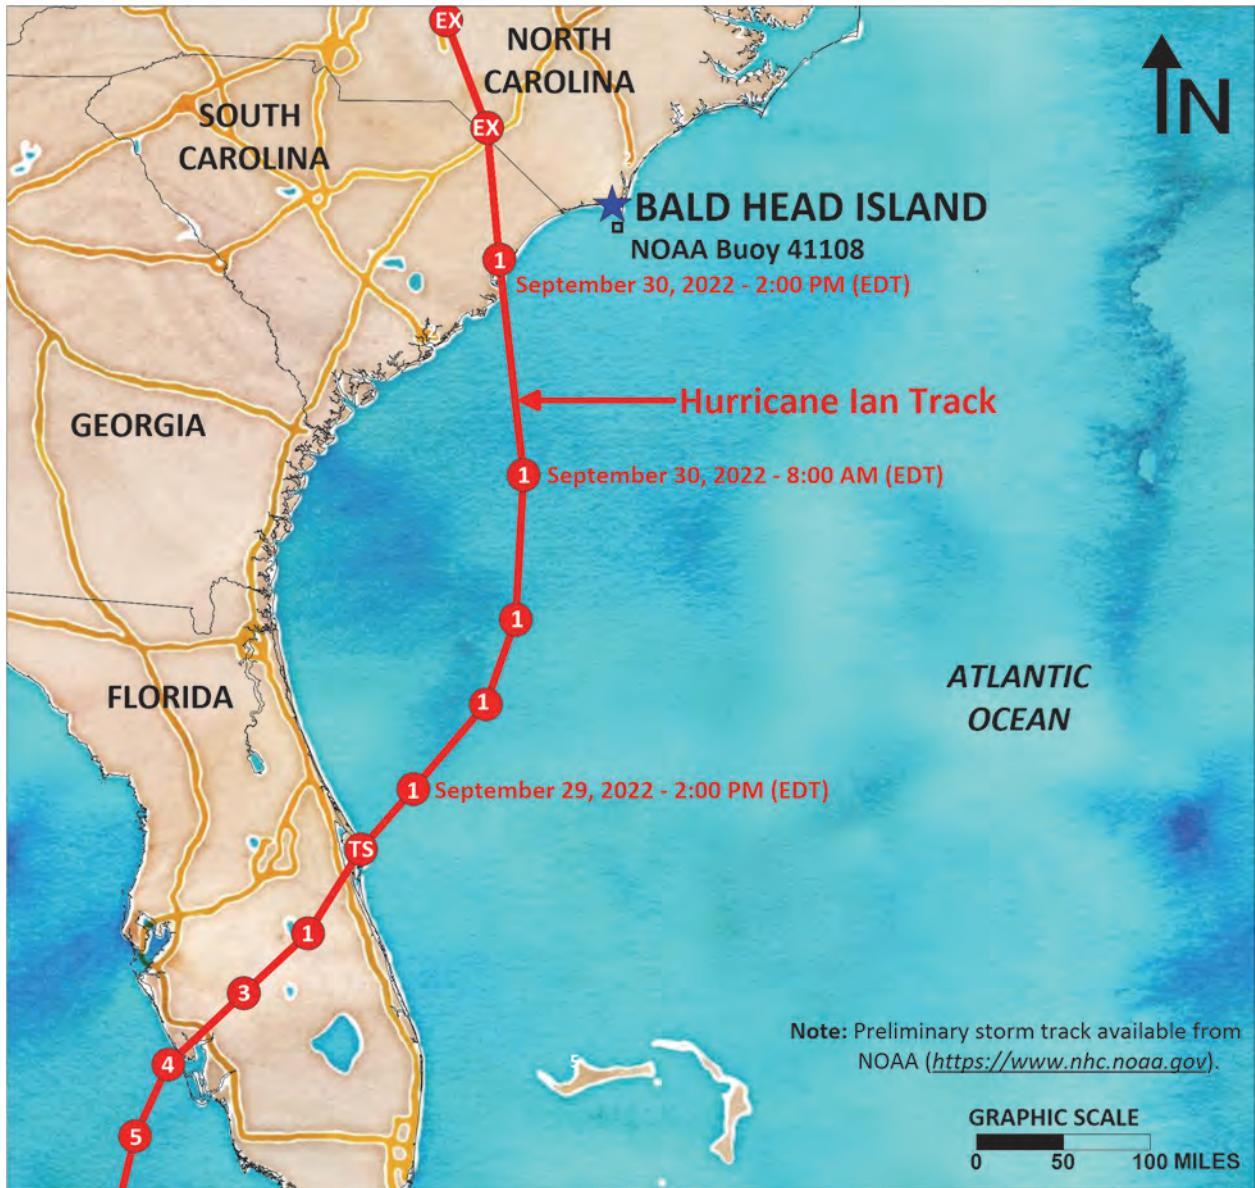 EX
NORTH
CAROLINA
N
SOUTH
CAROLINA
EX
BALD HEAD ISLAND
NOAA Buoy 41108
1
September 30, 2022 - 2:00 PM (EDT)
Hurricane Ian Track
GEORGIA
1
September 30, 2022 - 8:00 AM (EDT)
1
ATLANTIC
OCEAN
FLORIDA
1
1
September 29, 2022 - 2:00 PM (EDT)
TS
1
3
Note: Preliminary storm track available from
NOAA (https://www.nhc.noaa.gov).
4
5
GRAPHIC SCALE
0 50 100 MILES